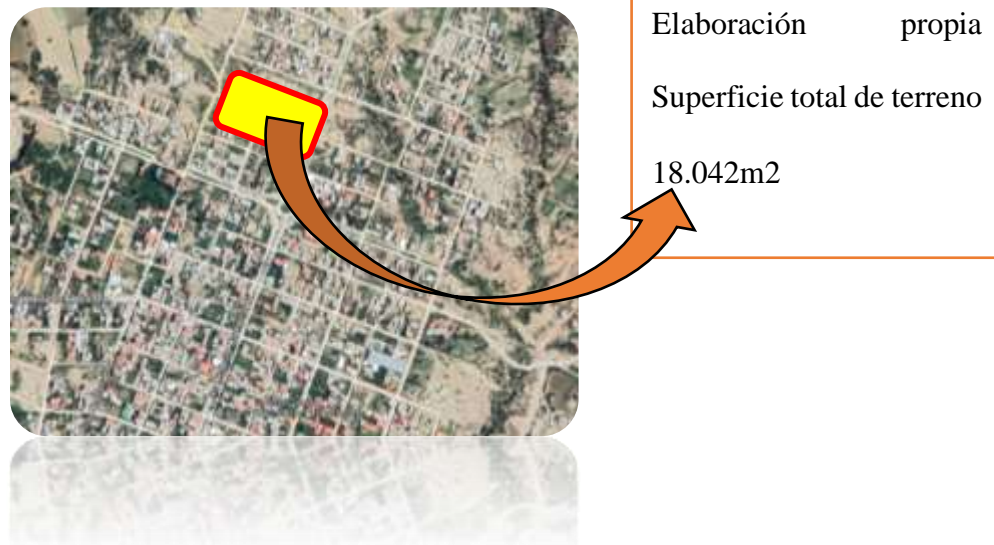 Elaboración propia
Superficie total de terreno
18.042m2